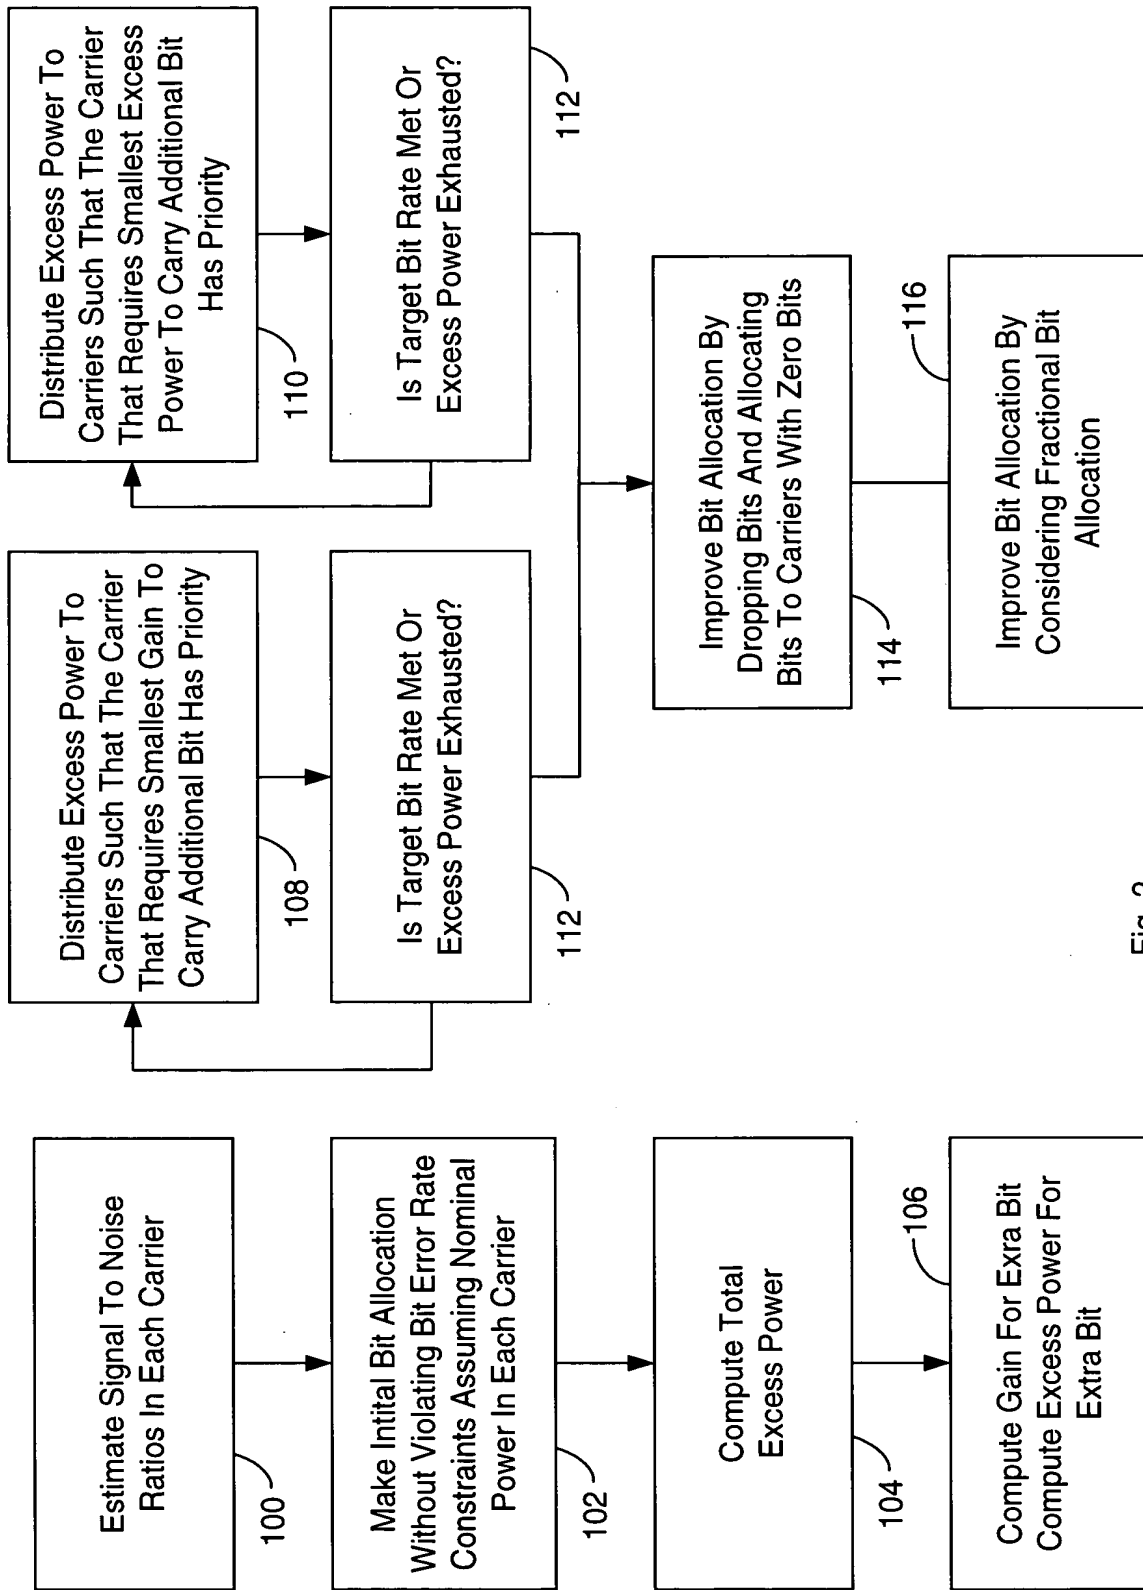 Estimate Signal To Noise
Ratios In Each Carrier
100
Make Intital Bit Allocation
Without Violating Bit Error Rate
Constraints Assuming Nominal
Power In Each Carrier
102
Compute Total
Excess Power
104
106
Compute Gain For Exra Bit
Compute Excess Power For
Extra Bit
Distribute Excess Power To
Carriers Such That The Carrier
That Requires Smallest Gain To
Carry Additional Bit Has Priority
108
Is Target Bit Rate Met Or
Excess Power Exhausted?
112
Distribute Excess Power To
Carriers Such That The Carrier
That Requires Smallest Excess
Power To Carry Additional Bit
Has Priority
110
Is Target Bit Rate Met Or
Excess Power Exhausted?
112
Improve Bit Allocation By
Dropping Bits And Allocating
Bits To Carriers With Zero Bits
114
116
Improve Bit Allocation By
Considering Fractional Bit
Allocation
Fig. 2